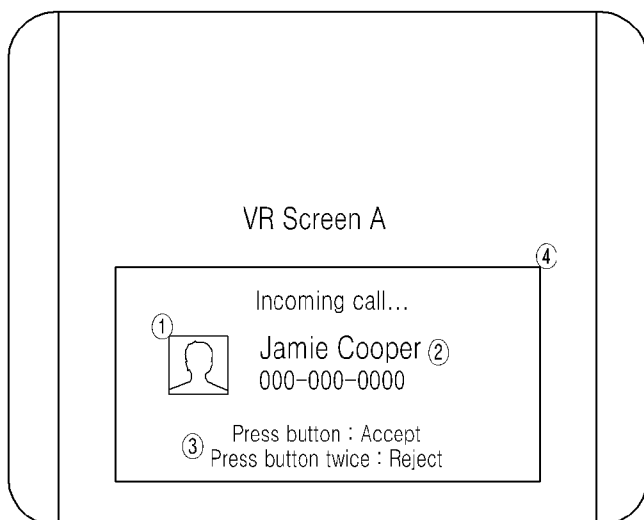 VR Screen A
④
Incoming call...
①
Jamie Cooper ②
000-000-0000
Press button : Accept
③
Press button twice : Reject